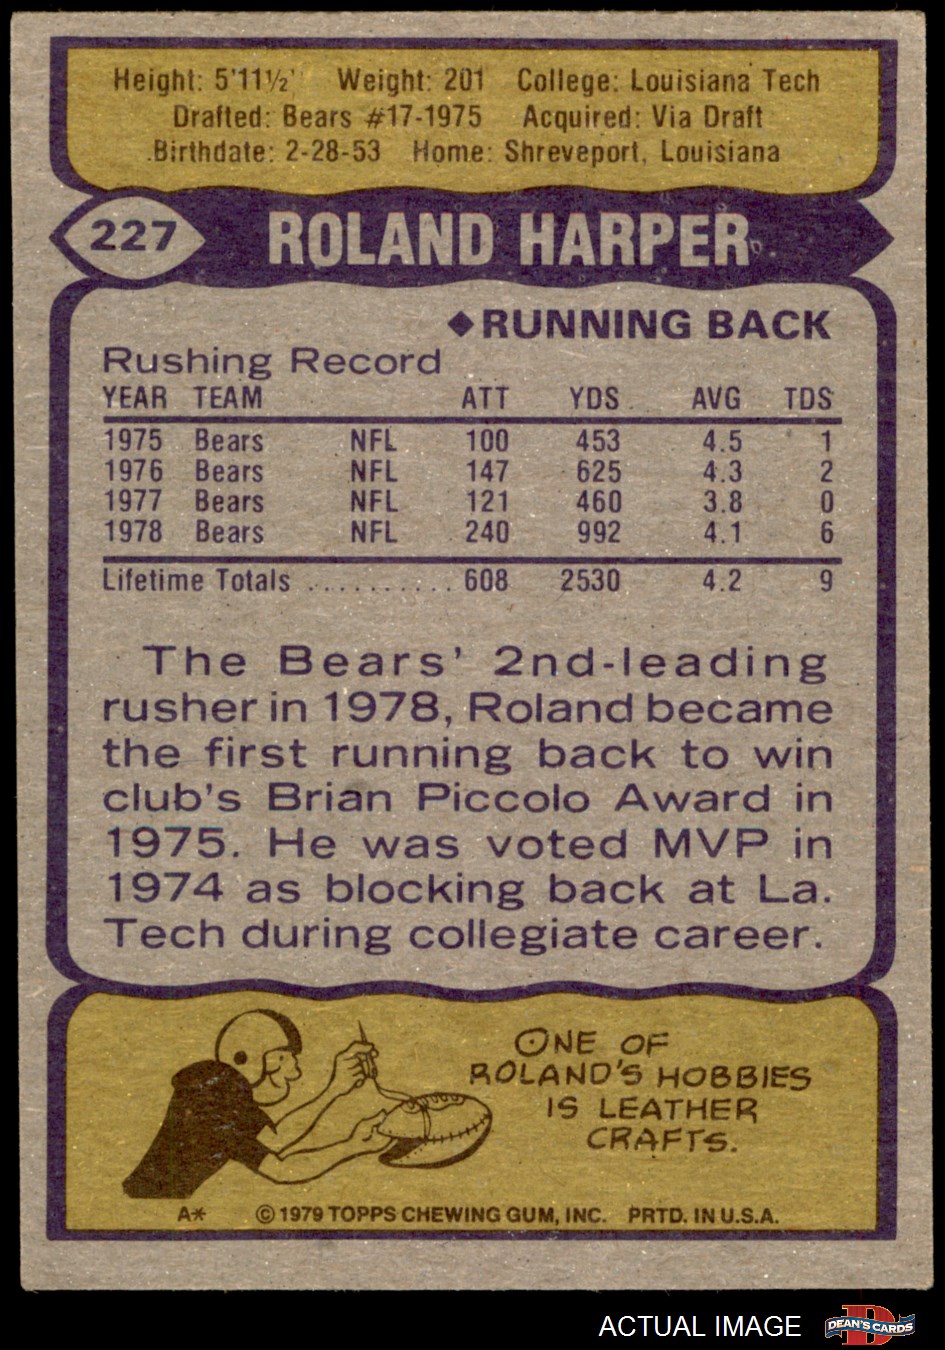 Height: 5'11½' Weight: 201 College: Louisiana Tech
Drafted: Bears #17-1975 Acquired: Via Draft
Birthdate: 2-28-53 Home: Shreveport, Louisiana
227 ROLAND HARPER
◆RUNNING BACK
Rushing Record
YEAR TEAM ATT YDS. AVG TDS
1975 Bears NFL 100 453 4.5 1
1976 Bears NFL 147 625 4.3 2
1977 Bears NFL 121 460 3.8 0
1978 Bears NFL 240 992 4.1 6
Lifetime Totals .......... 608 2530 4.2 9
The Bears' 2nd-leading
rusher in 1978, Roland became
the first running back to win
club's Brian Piccolo Award in
1975. He was voted MVP in
1974 as blocking back at La.
Tech during collegiate career.
ONE OF
ROLAND'S HOBBIES
IS LEATHER
CRAFTS.
A* © 1979 TOPPS CHEWING GUM, INC. PRTD. IN U.S.A.
ACTUAL IMAGE D DEAN'S CARDS